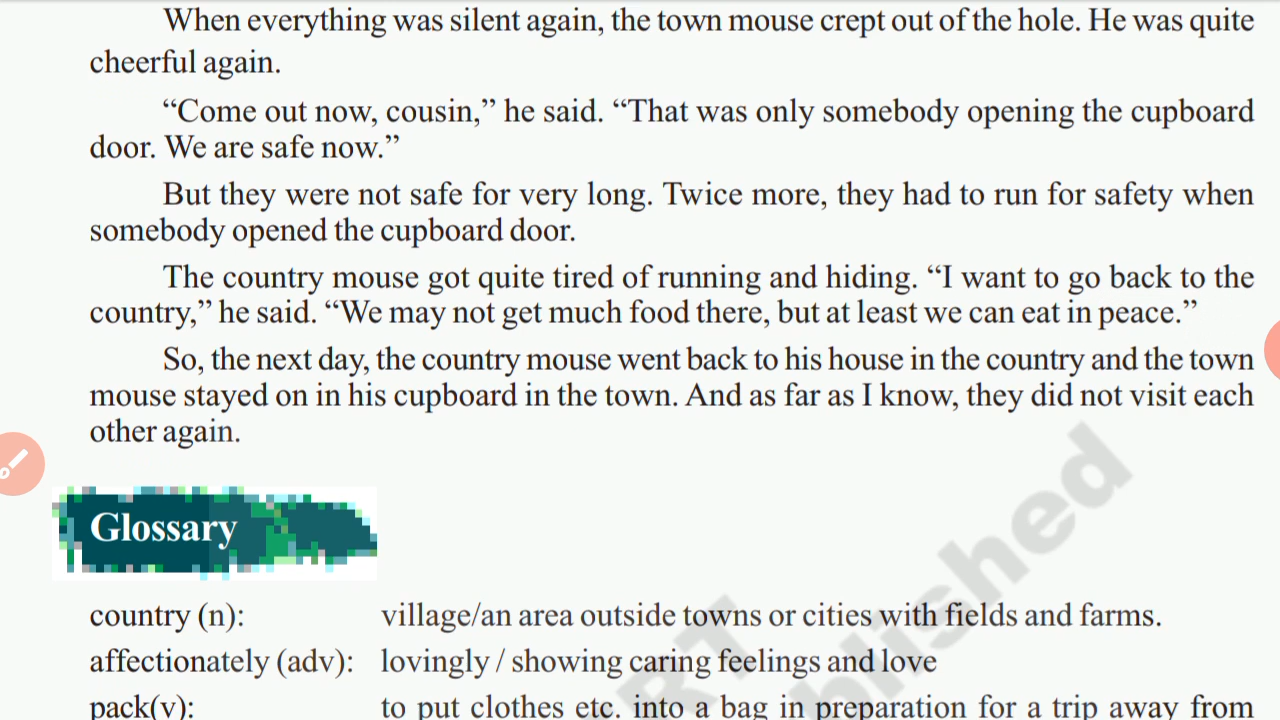 When everything was silent again, the town mouse crept out of the hole. He was quite
cheerful again.
“Come out now, cousin,” he said. “That was only somebody opening the cupboard
door. We are safe now.”
But they were not safe for very long. Twice more, they had to run for safety when
somebody opened the cupboard door.
The country mouse got quite tired of running and hiding. “I want to go back to the
country,” he said. “We may not get much food there, but at least we can eat in peace.”
So, the next day, the country mouse went back to his house in the country and the town
mouse stayed on in his cupboard in the town. And as far as I know, they did not visit each
other again.
Glossary
country (n): village/an area outside towns or cities with fields and farms.
affectionately (adv): lovingly / showing caring feelings and love
pack(v): to put clothes etc. into a bag in preparation for a trip away from
RT
blished